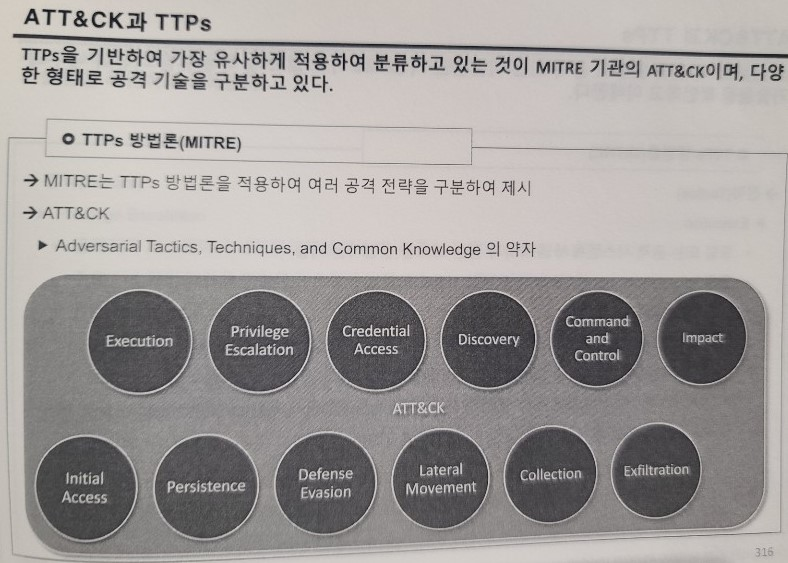 ATT&CK과 TTPs
TTPs을 기반하여 가장 유사하게 적용하여 분류하고 있는 것이 MITRE 기관의 ATT&CK이며, 다양
한 형태로 공격 기술을 구분하고 있다.
TTPs 방법론(MITRE)
→ MITRE는 TTPs 방법론을 적용하여 여러 공격 전략을 구분하여 제시
→ ATT&CK
▶ Adversarial Tactics, Techniques, and Common Knowledge 의 약자
Execution
Privilege
Escalation
Credential
Access
Discovery
Command
and
Control
Impact
ATT&CK
Initial
Access
Persistence
Defense
Evasion
Lateral
Movement
Collection
Exfiltration
316